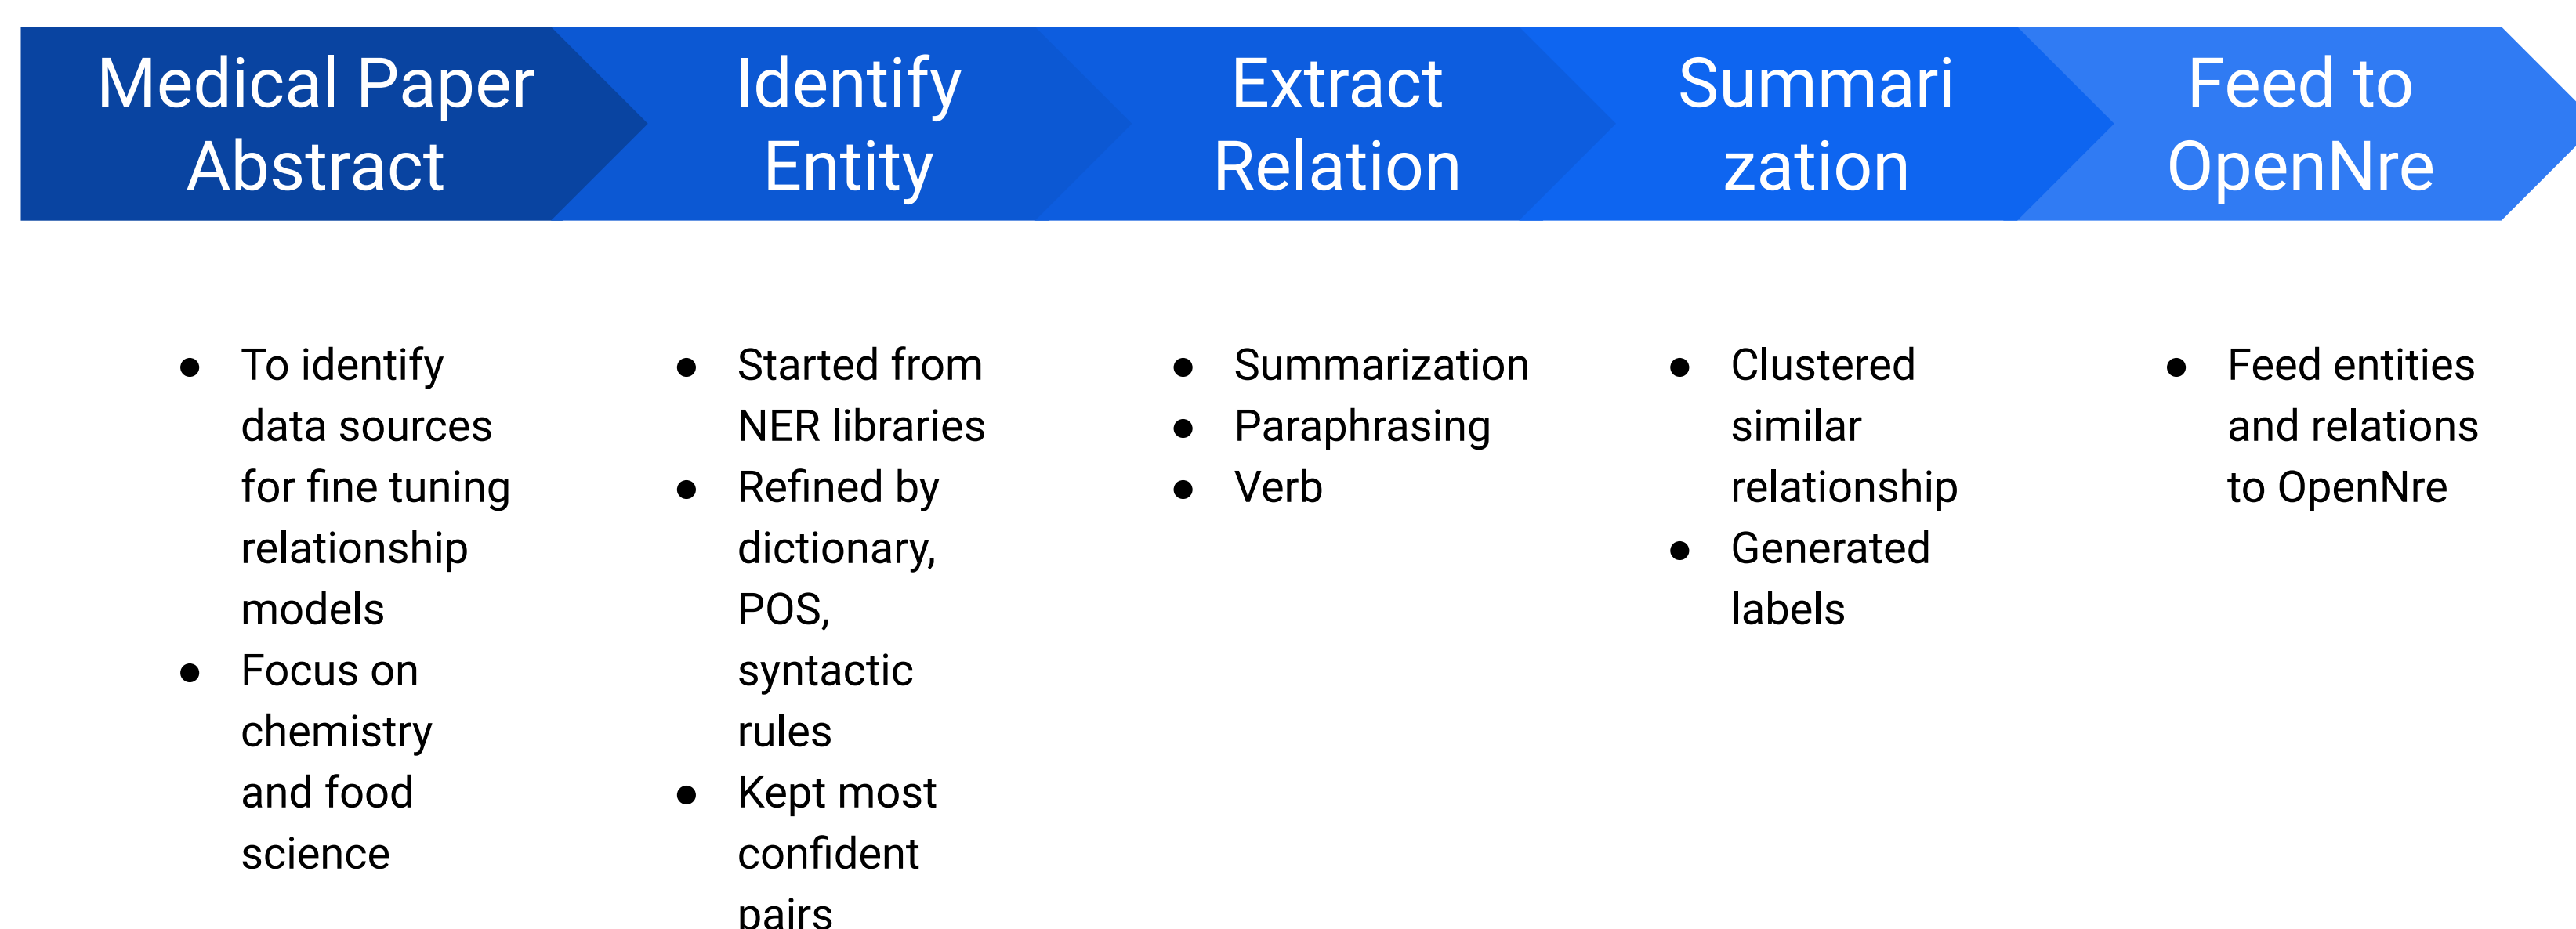 Medical Paper
Abstract
Identify
Entity
Extract
Relation
Summari
zation
Feed to
OpenNre
● To identify
data sources
for fine tuning
relationship
models
● Focus on
chemistry
and food
science
● Started from
NER libraries
● Refined by
dictionary,
POS,
syntactic
rules
● Kept most
confident
pairs
● Summarization
● Paraphrasing
● Verb
● Clustered
similar
relationship
● Generated
labels
● Feed entities
and relations
to OpenNre